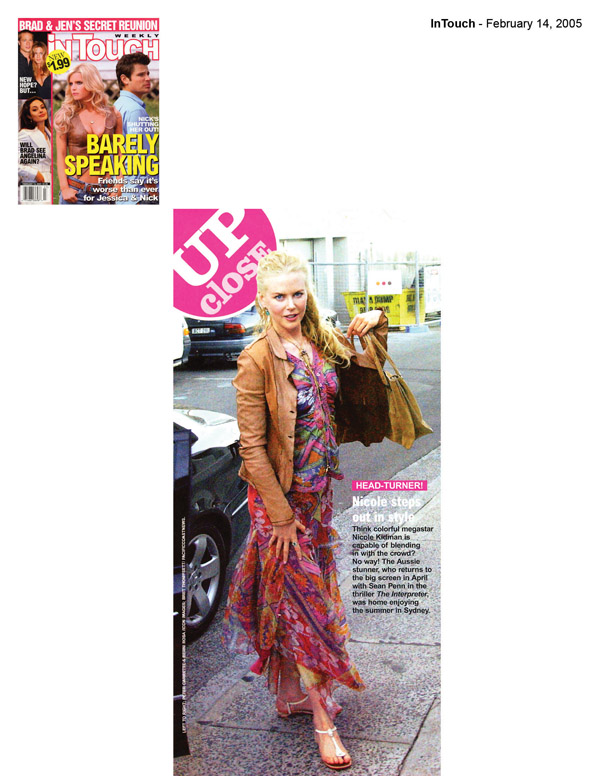 InTouch - February 14, 2005
BRAD & JEN'S SECRET REUNION
WEEKLY
InTOUCH
NEW
$1.99
NEW
HOPE?
BUT...
NICK'S
SHUTTING
HER OUT!
WILL
BRAD SEE
ANGELINA
AGAIN?
BARELY
SPEAKING
Friends say it's
worse than ever
for Jessica & Nick
UP
close
HEAD-TURNER!
Nicole steps
out in style
Think colorful megastar
Nicole Kidman is
capable of blending
in with the crowd?
No way! The Aussie
stunner, who returns to
the big screen in April
with Sean Penn in the
thriller The Interpreter,
was home enjoying
the summer in Sydney.